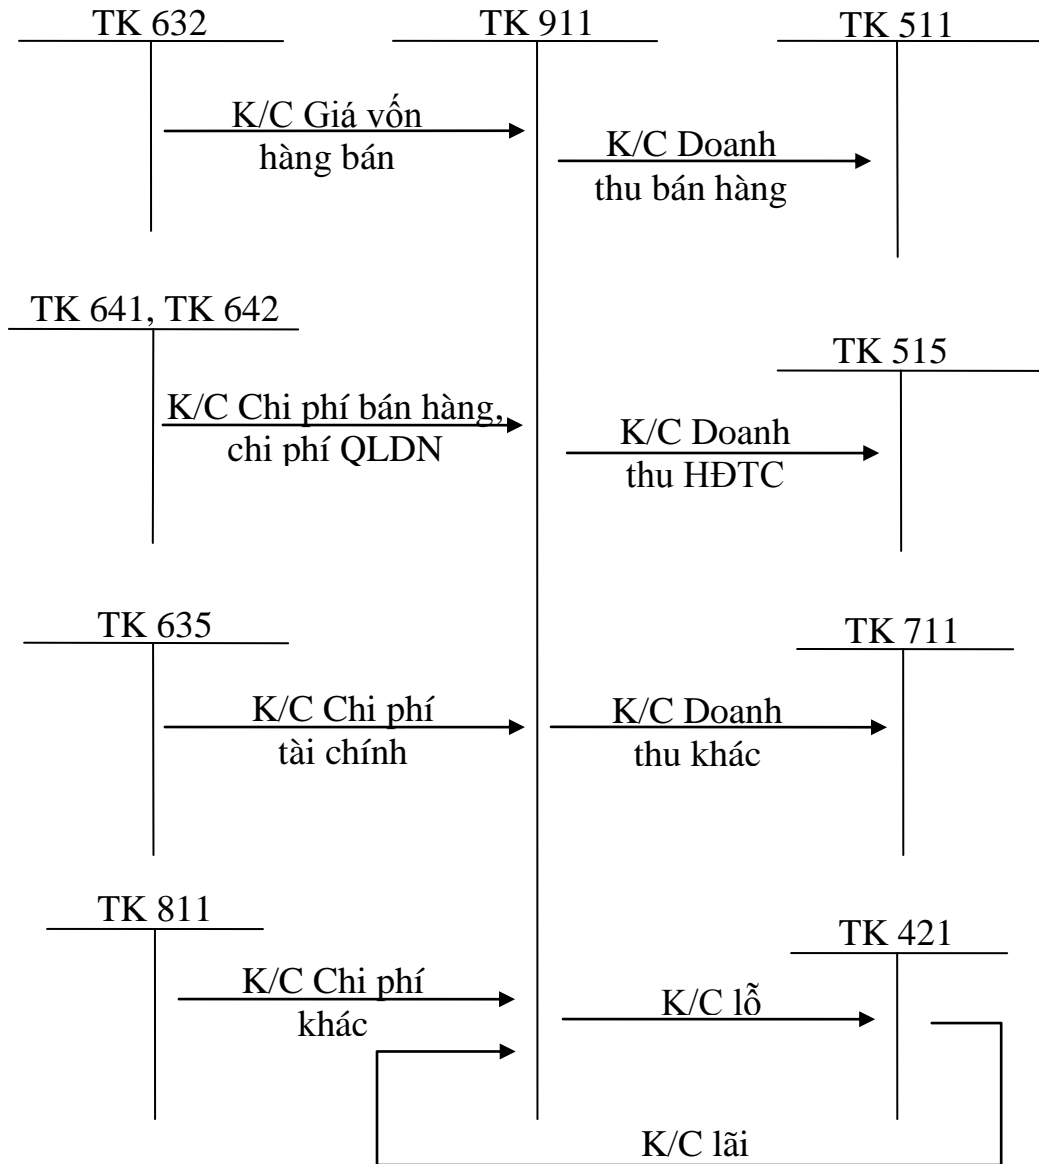 TK 632
TK 911
TK 511
K/C Giá vốn
hàng bán
K/C Doanh
thu bán hàng
TK 641, TK 642
TK 515
K/C Chi phí bán hàng,
chi phí QLDN
K/C Doanh
thu HĐTC
TK 635
TK 711
K/C Chi phí
tài chính
K/C Doanh
thu khác
TK 811
TK 421
K/C Chi phí
khác
K/C lỗ
K/C lãi